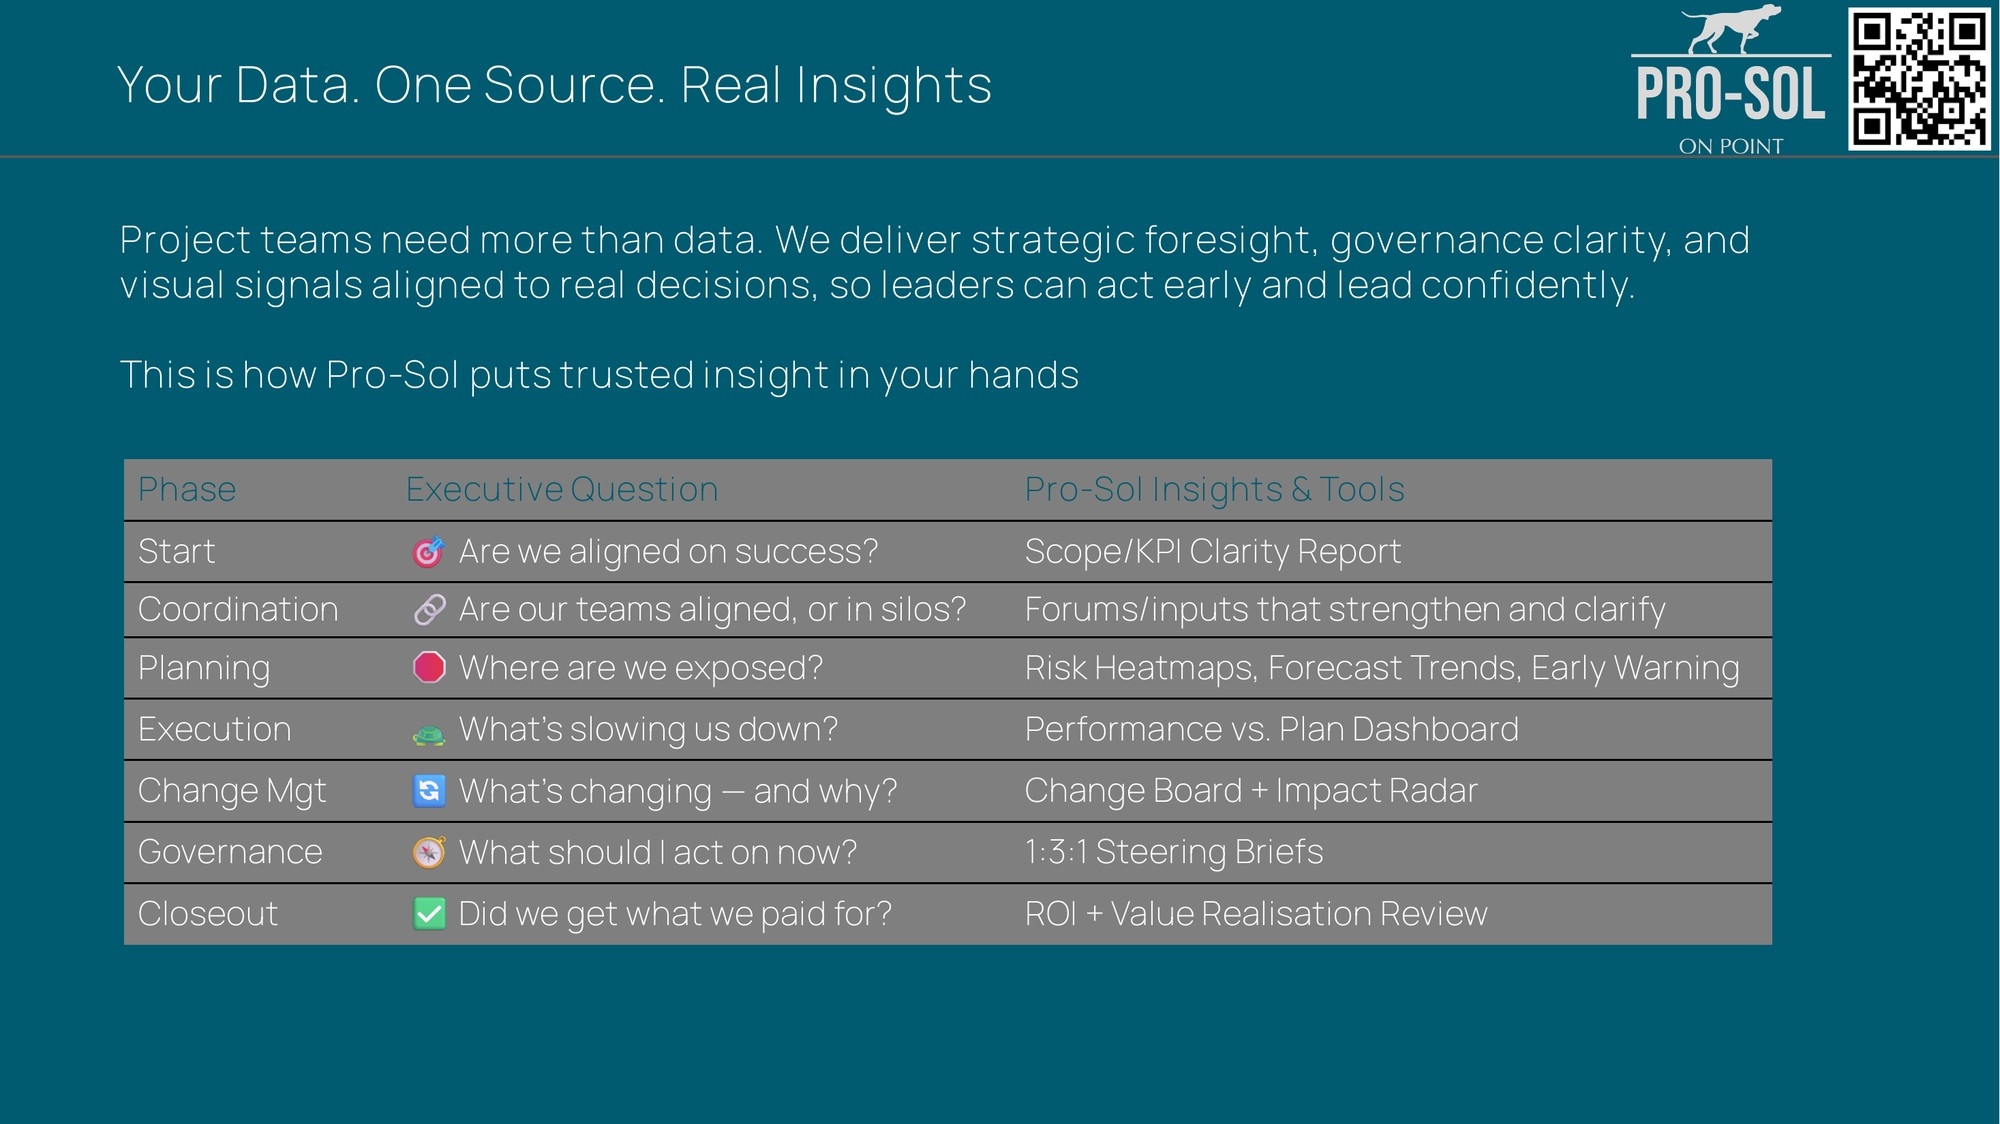 Your Data. One Source. Real Insights
PRO-SOL
ON POINT
Project teams need more than data. We deliver strategic foresight, governance clarity, and
visual signals aligned to real decisions, so leaders can act early and lead confidently.
This is how Pro-Sol puts trusted insight in your hands
Phase Executive Question Pro-Sol Insights & Tools
Start 🎯 Are we aligned on success? Scope/KPI Clarity Report
Coordination 🔗 Are our teams aligned, or in silos? Forums/inputs that strengthen and clarify
Planning 🛑 Where are we exposed? Risk Heatmaps, Forecast Trends, Early Warning
Execution 🐢 What's slowing us down? Performance vs. Plan Dashboard
Change Mgt 🔄 What's changing — and why? Change Board + Impact Radar
Governance 🧭 What should I act on now? 1:3:1 Steering Briefs
Closeout ✅ Did we get what we paid for? ROI + Value Realisation Review